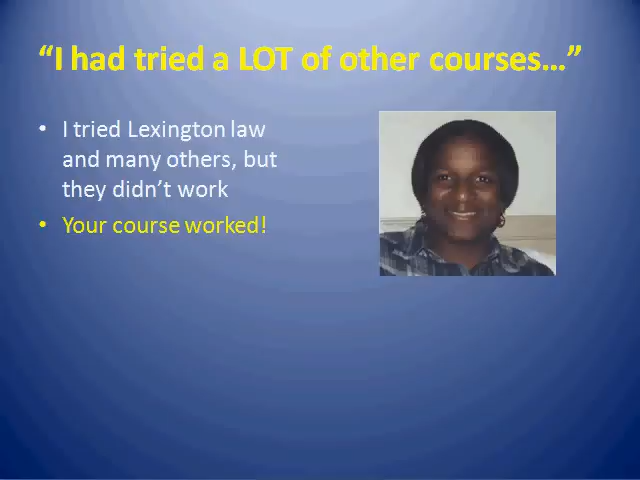 “I had tried a LOT of other courses…”
• I tried Lexington law
and many others, but
they didn’t work
• Your course worked!